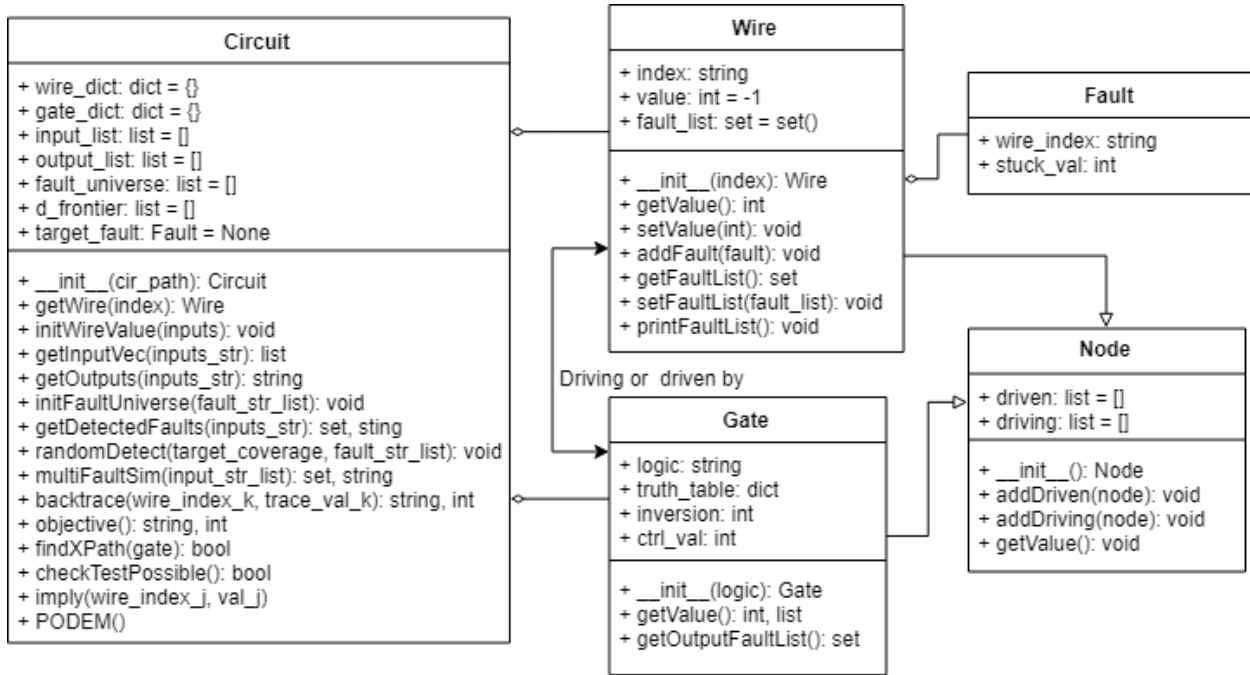 Circuit
+ wire_dict: dict = {}
+ gate_dict: dict = {}
+ input_list: list = []
+ output_list: list = []
+ fault_universe: list = []
+ d_frontier: list = []
+ target_fault: Fault = None
+ __init__(cir_path): Circuit
+ getWire(index): Wire
+ initWireValue(inputs): void
+ getInputVec(inputs_str): list
+ getOutputs(inputs_str): string
+ initFaultUniverse(fault_str_list): void
+ getDetectedFaults(inputs_str): set, sting
+ randomDetect(target_coverage, fault_str_list): void
+ multiFaultSim(input_str_list): set, string
+ backtrace(wire_index_k, trace_val_k): string, int
+ objective(): string, int
+ findXPath(gate): bool
+ checkTestPossible(): bool
+ imply(wire_index_j, val_j)
+ PODEM()
Wire
+ index: string
+ value: int = -1
+ fault_list: set = set()
+ __init__(index): Wire
+ getValue(): int
+ setValue(int): void
+ addFault(fault): void
+ getFaultList(): set
+ setFaultList(fault_list): void
+ printFaultList(): void
Driving or driven by
Gate
+ logic: string
+ truth_table: dict
+ inversion: int
+ ctrl_val: int
+ __init__(logic): Gate
+ getValue(): int, list
+ getOutputFaultList(): set
Fault
+ wire_index: string
+ stuck_val: int
Node
+ driven: list = []
+ driving: list = []
+ __init__(): Node
+ addDriven(node): void
+ addDriving(node): void
+ getValue(): void